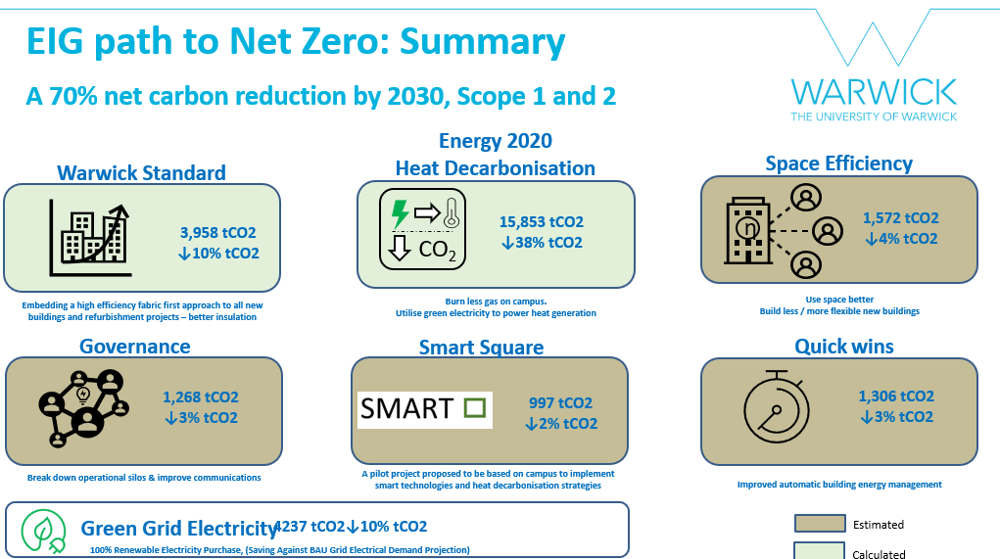 EIG path to Net Zero: Summary
A 70% net carbon reduction by 2030, Scope 1 and 2
WARWICK
THE UNIVERSITY OF WARWICK
Warwick Standard
3,958 tCO2
↓10% tCO2
Embedding a high efficiency fabric first approach to all new
buildings and refurbishment projects – better insulation
Energy 2020
Heat Decarbonisation
CO₂
15,853 tCO2
↓38% tCO2
Burn less gas on campus.
Utilise green electricity to power heat generation
Space Efficiency
η
1,572 tCO2
↓4% tCO2
Use space better
Build less / more flexible new buildings
Governance
1,268 tCO2
↓3% tCO2
Break down operational silos & improve communications
Smart Square
SMART
997 tCO2
↓2% tCO2
A pilot project proposed to be based on campus to implement
smart technologies and heat decarbonisation strategies
Quick wins
1,306 tCO2
↓3% tCO2
Improved automatic building energy management
Green Grid Electricity 4237 tCO2↓10% tCO2
100% Renewable Electricity Purchase, (Saving Against BAU Grid Electrical Demand Projection)
Estimated
Calculated